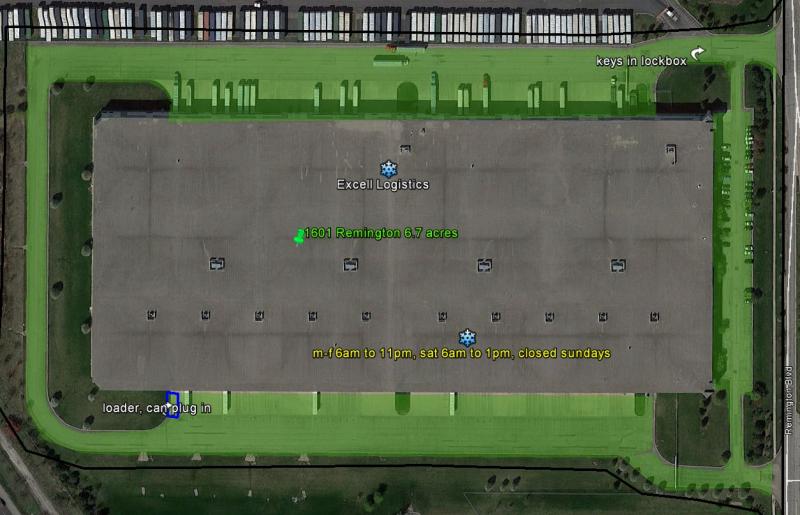 keys in lockbox
Excell Logistics
1601 Remington 6.7 acres
m-f 6am to 11pm, sat 6am to 1pm, closed sundays
loader, can plug in
Remington Blvd